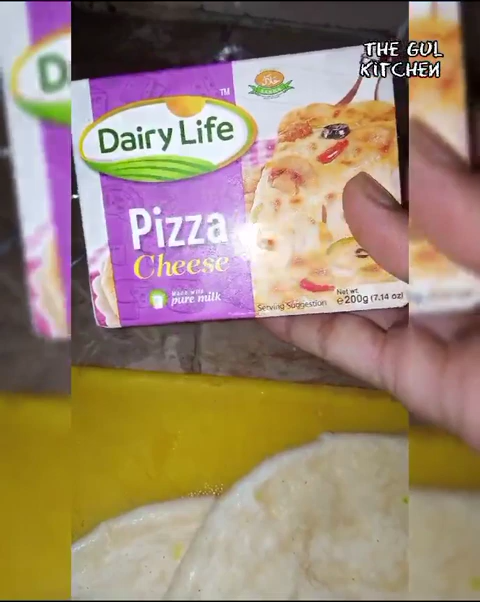 THE GUL
KITCHEN
TM
Dairy Life
Pizza
Cheese
MADE WITH
pure milk
Serving Suggestion
Net wt.
e200g (7.14 oz)